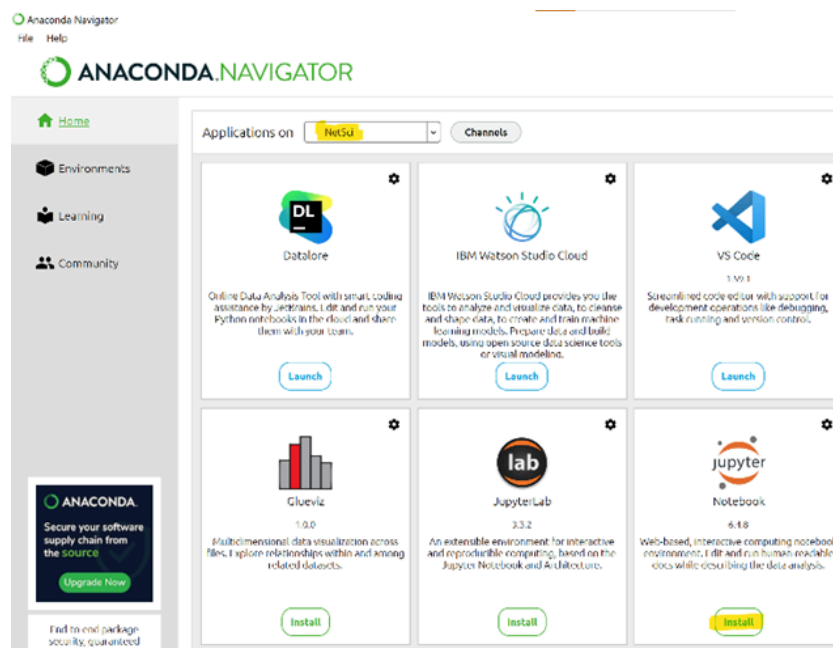 Anaconda Navigator
File Help
ANACONDA.NAVIGATOR
Home
Environments
Learning
Community
Applications on NetSci Channels
DL
Datalore
Online Data Analysis Tool with smart coding
assistance by JetBrains. Edit and run your
Python notebooks in the cloud and share
them with your team.
Launch
IBM Watson Studio Cloud
IBM Watson Studio Cloud provides you the
tools to analyze and visualize data, to cleanse
and shape data, to create and train machine
learning models. Prepare data and build
models, using open source data science tools
or visual modeling.
Launch
VS Code
Streamlined code editor with support for
development operations like debugging,
task running and version control.
Launch
Glueviz
1.0.0
Multidimensional data visualization across
files. Explore relationships within and among
related datasets.
Install
lab
JupyterLab
3.3.2
An extensible environment for interactive
and reproducible computing, based on the
Jupyter Notebook and Architecture.
Install
jupyter
Notebook
6.4.8
Web-based, interactive computing notebook
environment. Edit and run human-readable
docs while describing the data analysis.
Install
ANACONDA.
Secure your software
supply chain from
the source
Upgrade Now
End to end package
security, guaranteed